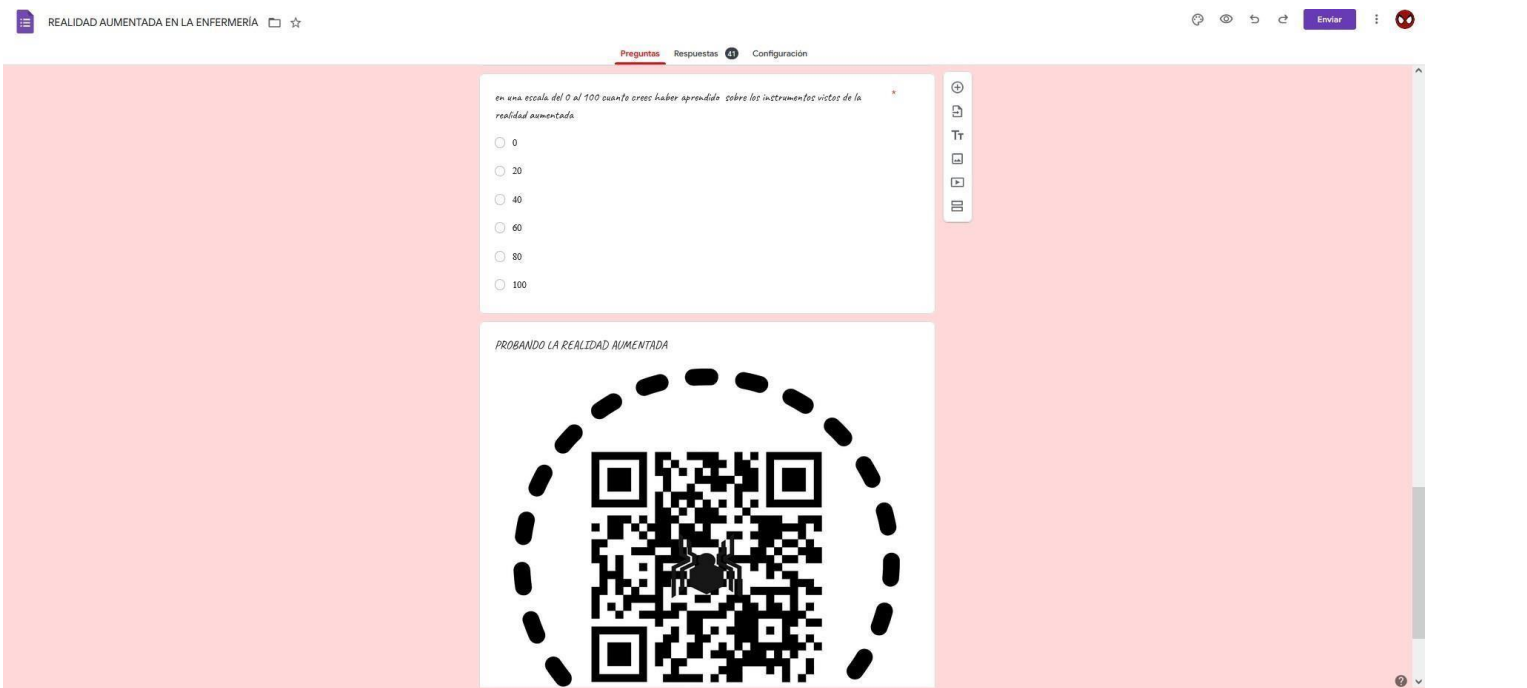 REALIDAD AUMENTADA EN LA ENFERMERÍA
Enviar
Preguntas Respuestas 41 Configuración
en una escala del 0 al 100 cuanto crees haber aprendido sobre los instrumentos vistos de la *
realidad aumentada
0
20
40
60
80
100
PROBANDO LA REALIDAD AUMENTADA